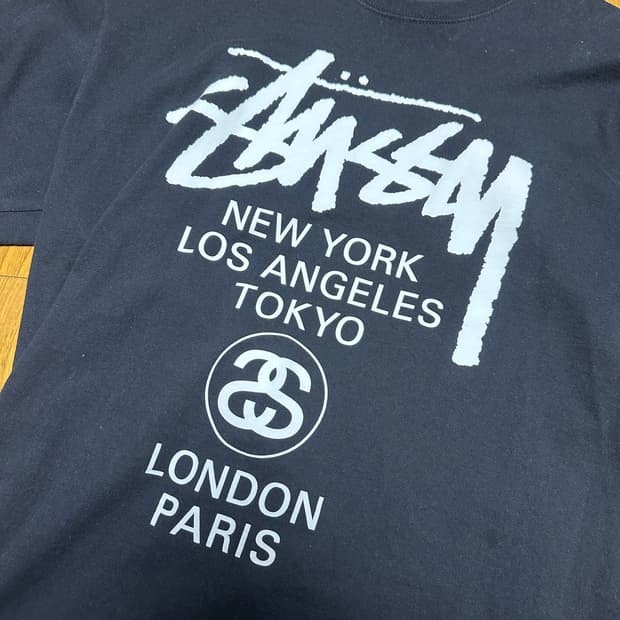 STÜSSY
NEW YORK
LOS ANGELES
TOKYO
SS
LONDON
PARIS